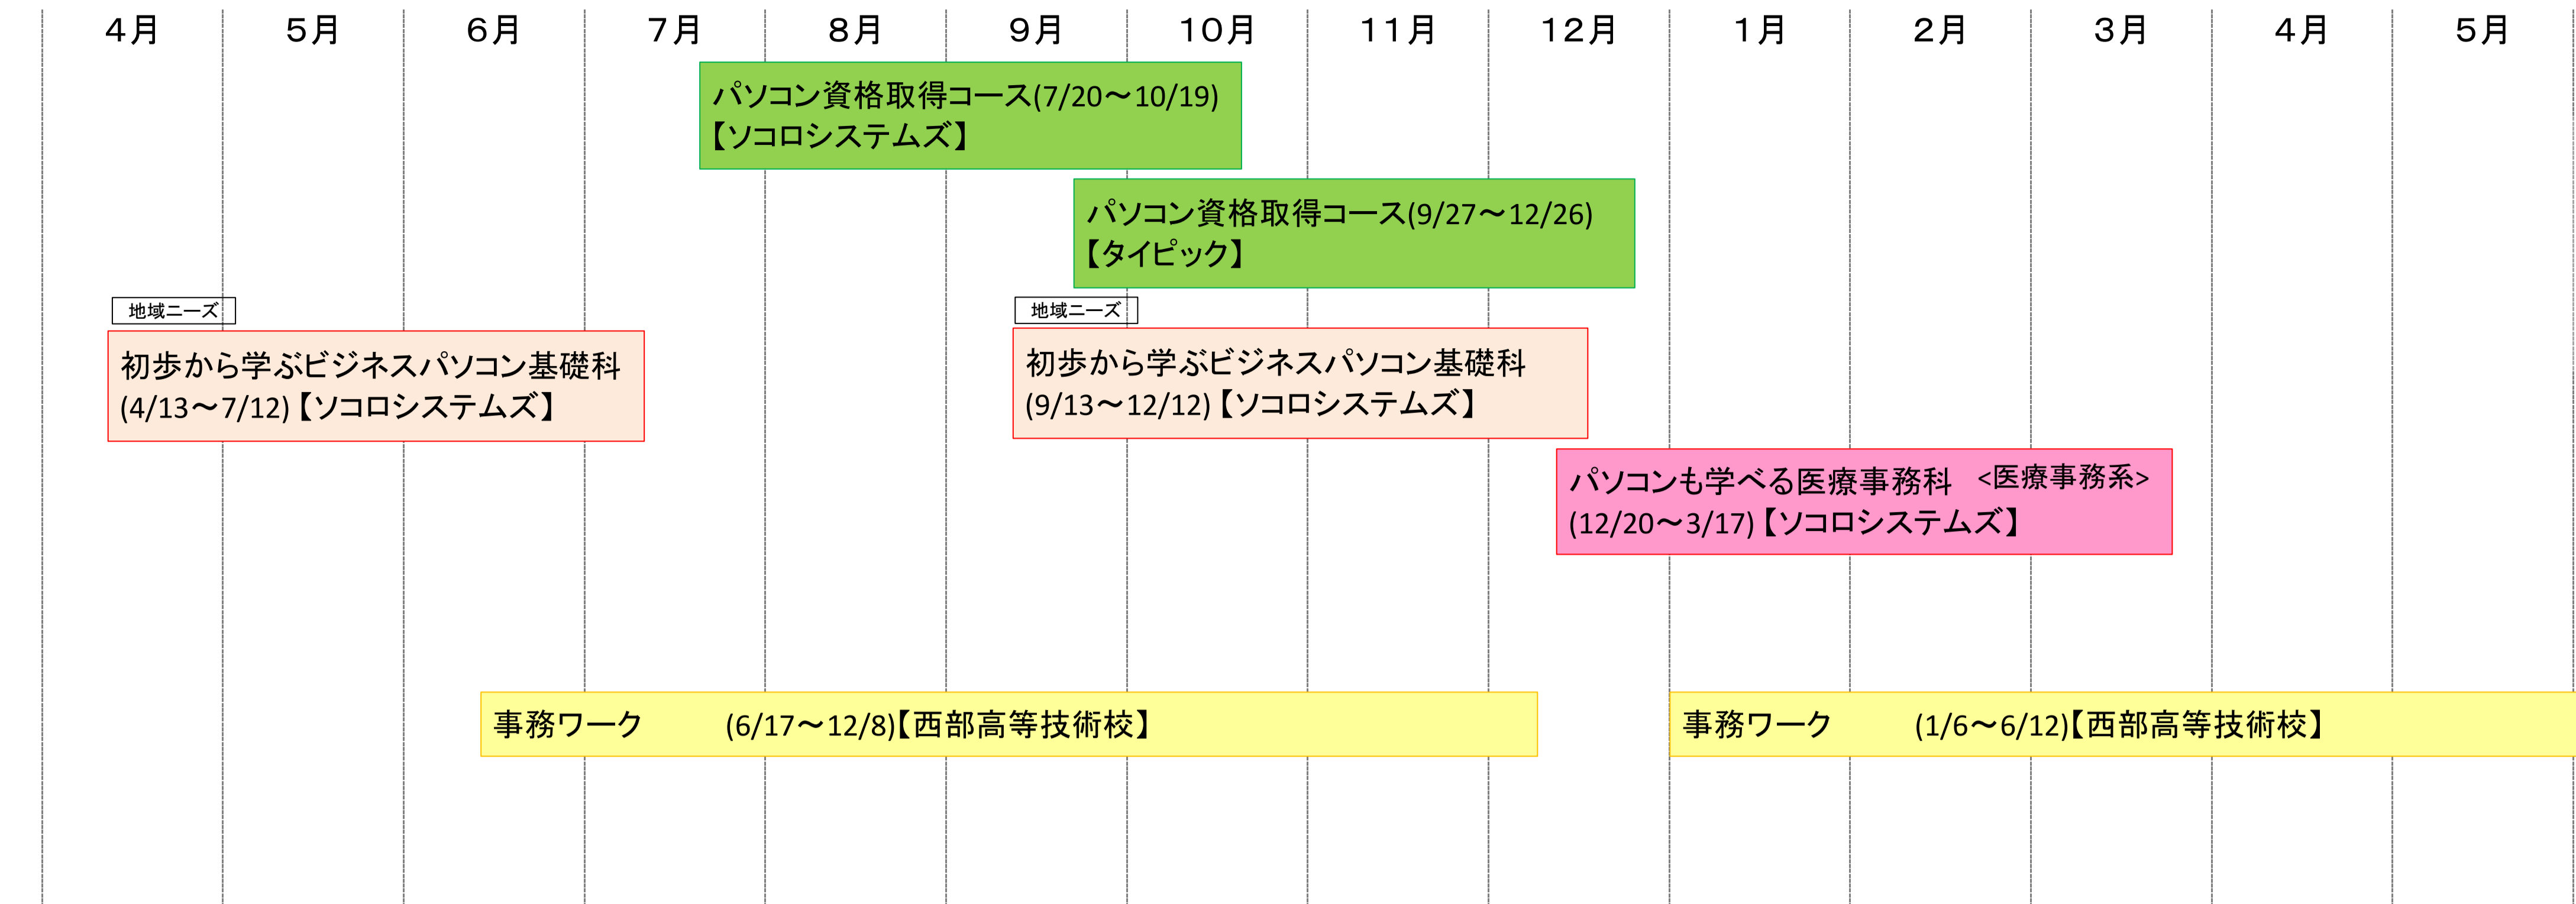 4月 5月 6月 7月 8月 9月 10月 11月 12月 1月 2月 3月 4月 5月
パソコン資格取得コース(7/20～10/19)
【ソコロシステムズ】
パソコン資格取得コース(9/27～12/26)
【タイピック】
地域ニーズ
初歩から学ぶビジネスパソコン基礎科
(4/13～7/12)【ソコロシステムズ】
地域ニーズ
初歩から学ぶビジネスパソコン基礎科
(9/13～12/12)【ソコロシステムズ】
パソコンも学べる医療事務科 <医療事務系>
(12/20～3/17)【ソコロシステムズ】
事務ワーク (6/17～12/8)【西部高等技術校】
事務ワーク (1/6～6/12)【西部高等技術校】